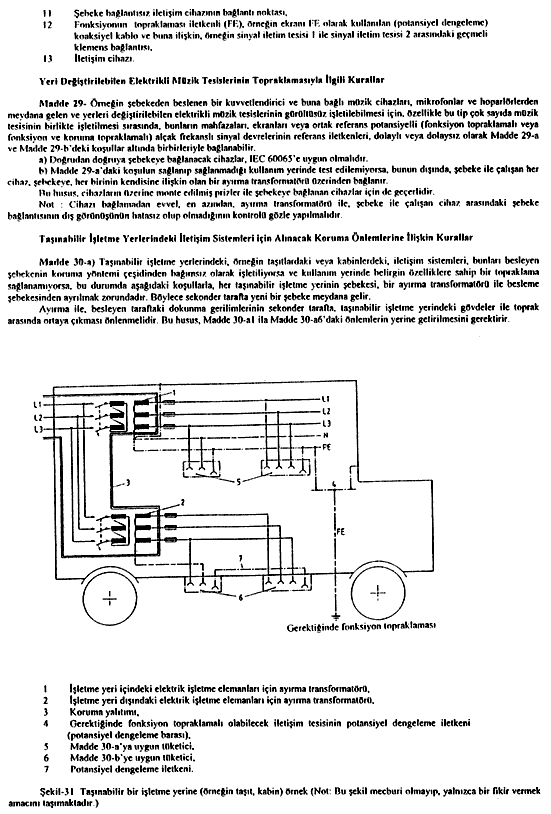 11 Şebeke bağlantısız iletişim cihazının bağlantı noktası,
12 Fonksiyonun topraklaması iletkenli (FE), örneğin ekranı FE olarak kullanılan (potansiyel dengeleme)
koaksiyel kablo ve buna ilişkin, örneğin sinyal iletim tesisi 1 ile sinyal iletim tesisi 2 arasındaki geçmeli
klemens bağlantısı,
13 İletişim cihazı.
Yeri Değiştirilebilen Elektrikli Müzik Tesislerinin Topraklamasıyla İlgili Kurallar
Madde 29- Örneğin şebekeden beslenen bir kuvvetlendirici ve buna bağlı müzik cihazları, mikrofonlar ve hoparlörlerden
meydana gelen ve yerleri değiştirilebilen elektrikli müzik tesislerinin gürültüsüz işletilebilmesi için, özellikle bu tip çok sayıda müzik
tesisinin birlikte işletilmesi sırasında, bunların mahfazaları, ekranları veya ortak referans potansiyelli (fonksiyon topraklamalı veya
fonksiyon ve koruma topraklamalı) alçak frekanslı sinyal devrelerinin referans iletkenleri, dolaylı veya dolaysız olarak Madde 29-a
ve Madde 29-b'deki koşullar altında birbirleriyle bağlanabilir.
a) Doğrudan doğruya şebekeye bağlanacak cihazlar, IEC 60065'e uygun olmalıdır.
b) Madde 29-a'daki koşulun sağlanıp sağlanmadığı kullanım yerinde test edilemiyorsa, bunun dışında, şebeke ile çalışan her
cihaz, şebekeye, her birinin kendisine ilişkin olan bir ayırma transformatörü üzerinden bağlanır.
Bu husus, cihazların üzerine monte edilmiş prizler ile şebekeye bağlanan cihazlar için de geçerlidir.
Not : Cihazı bağlamadan evvel, en azından, ayırma transformatörü ile, şebeke ile çalışan cihaz arasındaki şebeke
bağlantısının dış görünüşünün hatasız olup olmadığının kontrolü gözle yapılmalıdır.
Taşınabilir İşletme Yerlerindeki İletişim Sistemleri için Alınacak Koruma Önlemlerine İlişkin Kurallar
Madde 30-a) Taşınabilir işletme yerlerindeki, örneğin taşıtlardaki veya kabinlerdeki, iletişim sistemleri, bunları besleyen
şebekenin koruma yöntemi çeşidinden bağımsız olarak işletiliyorsa ve kullanım yerinde belirgin özelliklere sahip bir topraklama
sağlanamıyorsa, bu durumda aşağıdaki koşullarla, her taşınabilir işletme yerinin şebekesi, bir ayırma transformatörü ile besleme
şebekesinden ayrılmak zorundadır. Böylece sekonder tarafta yeni bir şebeke meydana gelir.
Ayırma ile, besleyen taraftaki dokunma gerilimlerinin sekonder tarafta, taşınabilir işletme yerindeki gövdeler ile toprak
arasında ortaya çıkması önlenmelidir. Bu husus, Madde 30-a1 ila Madde 30-a6'daki önlemlerin yerine getirilmesini gerektirir.
1
L1 L1
L2 L2
L3 L3
N
PE
5
4
3
2
FE
7
6
Gerektiğinde fonksiyon topraklaması
1 İşletme yeri içindeki elektrik işletme elemanları için ayırma transformatörü,
2 İşletme yeri dışındaki elektrik işletme elemanları için ayırma transformatörü,
3 Koruma yalıtımı,
4 Gerektiğinde fonksiyon topraklamalı olabilecek iletişim tesisinin potansiyel dengeleme iletkeni
(potansiyel dengeleme barası),
5 Madde 30-a'ya uygun tüketici,
6 Madde 30-b'ye uygun tüketici,
7 Potansiyel dengeleme iletkeni.
Şekil-31 Taşınabilir bir işletme yerine (örneğin taşıt, kabin) örnek (Not: Bu şekil mecburi olmayıp, yalnızca bir fikir vermek
amacını taşımaktadır.)